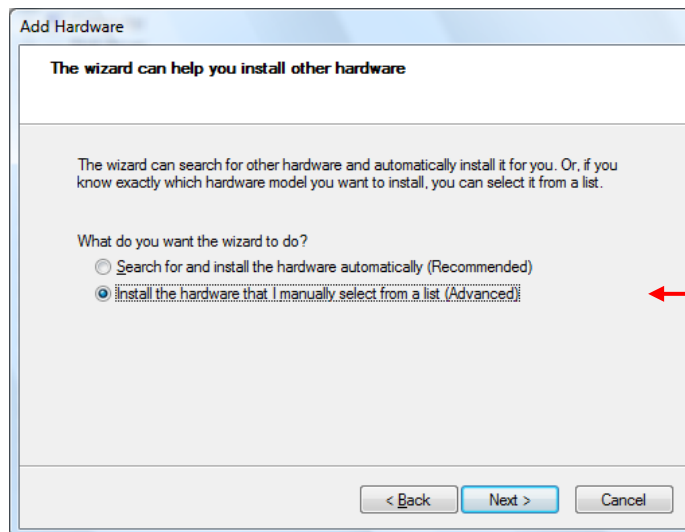 Add Hardware
The wizard can help you install other hardware
The wizard can search for other hardware and automatically install it for you. Or, if you
know exactly which hardware model you want to install, you can select it from a list.
What do you want the wizard to do?
Search for and install the hardware automatically (Recommended)
Install the hardware that I manually select from a list (Advanced)
< Back
Next >
Cancel